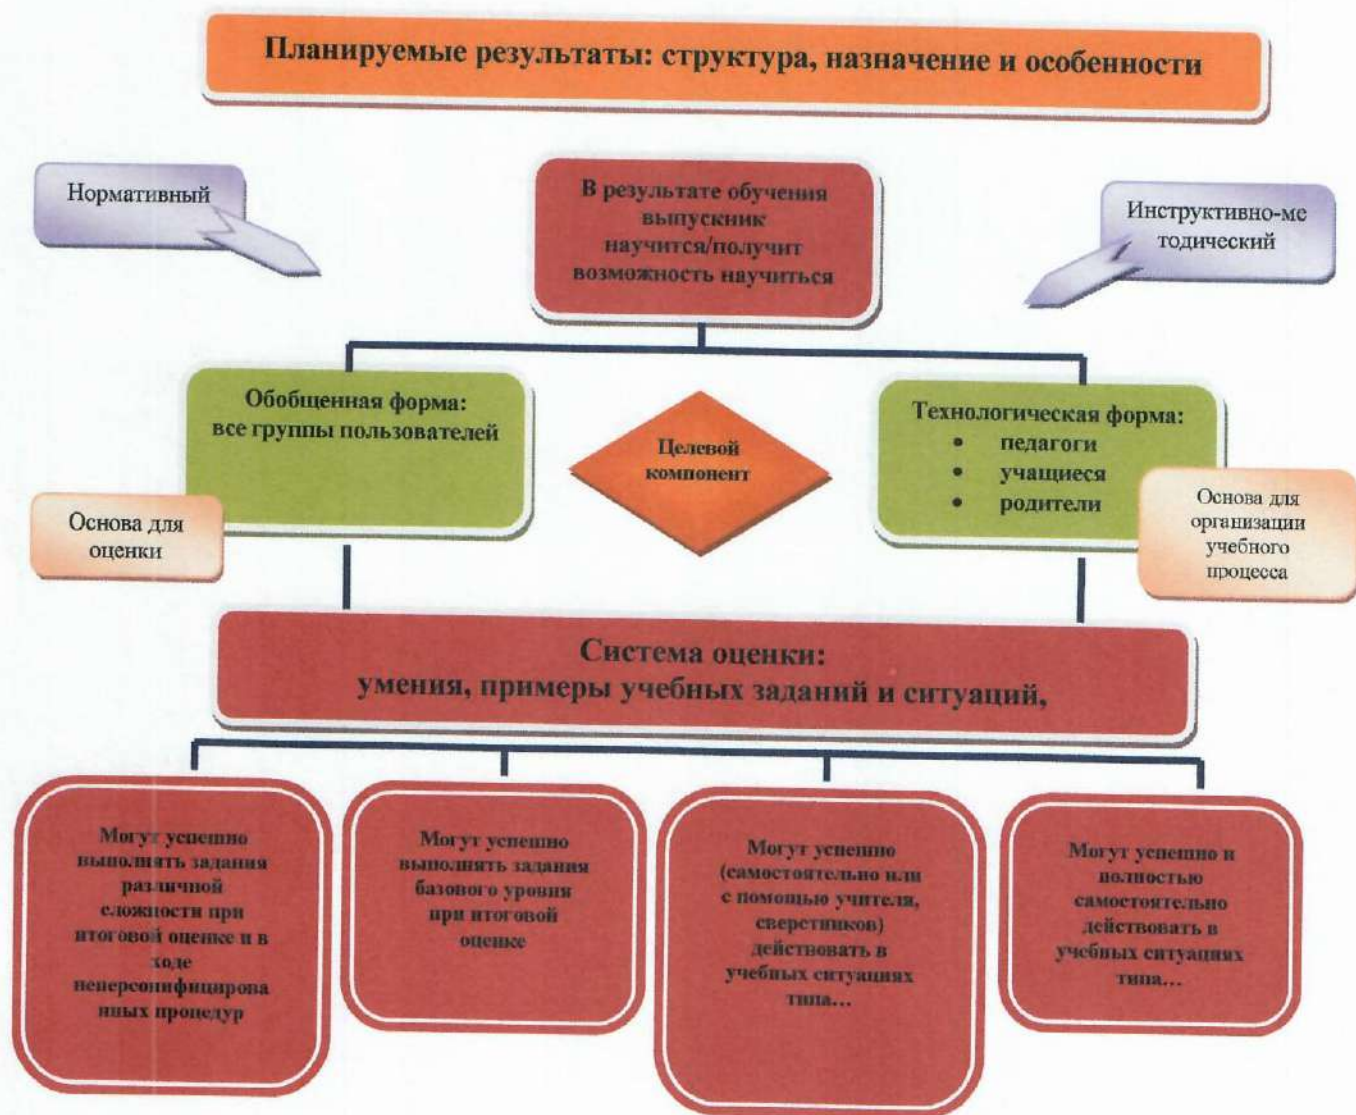 Планируемые результаты: структура, назначение и особенности
Нормативный
В результате обучения
выпускник
научится/получит
возможность научиться
Инструктивно-ме
тодический
Обобщенная форма:
все группы пользователей
Основа для
оценки
Целевой
компонент
Технологическая форма:
• педагоги
• учащиеся
• родители
Основа для
организации
учебного
процесса
Система оценки:
умения, примеры учебных заданий и ситуаций,
Могут успешно
выполнять задания
различной
сложности при
итоговой оценке и в
ходе
неперсонифицирова
нных процедур
Могут успешно
выполнять задания
базового уровня
при итоговой
оценке
Могут успешно
(самостоятельно или
с помощью учителя,
сверстников)
действовать в
учебных ситуациях
типа…
Могут успешно и
полностью
самостоятельно
действовать в
учебных ситуациях
типа…